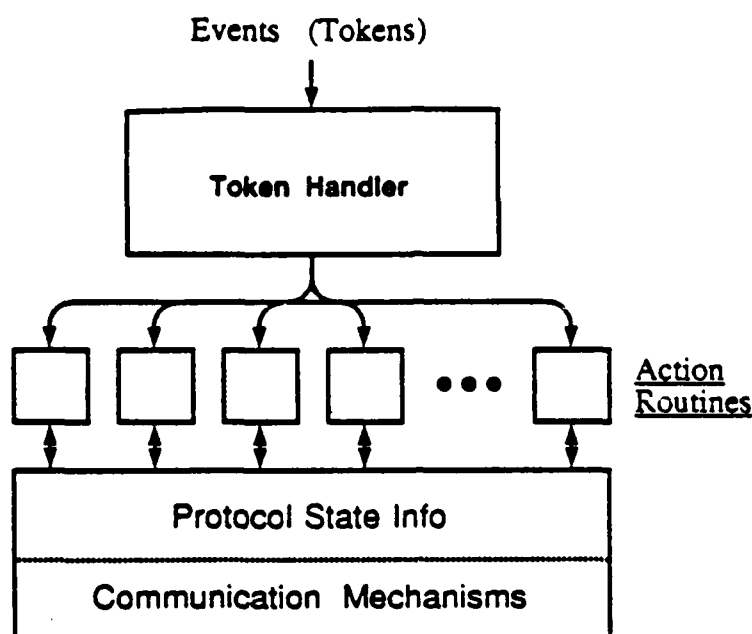 Events (Tokens)
Token Handler
Action
Routines
Protocol State Info
Communication Mechanisms